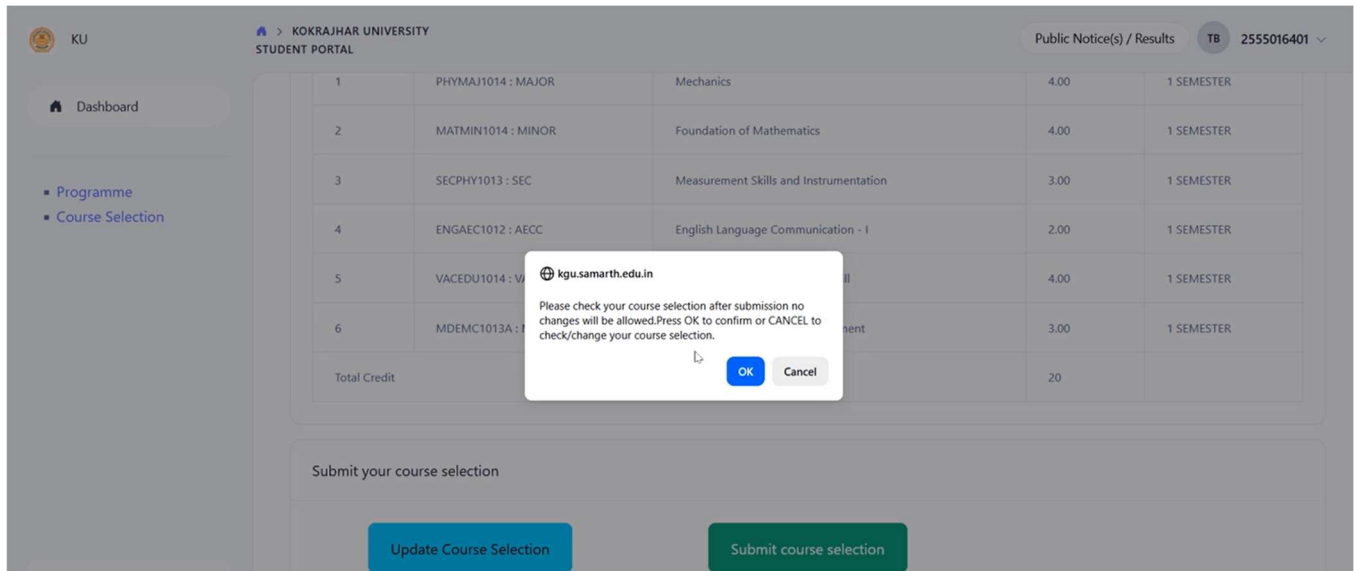 KU
KOKRAJHAR UNIVERSITY
STUDENT PORTAL
Public Notice(s) / Results
TB
2555016401
Dashboard
Programme
Course Selection
1 PHYMAJ1014 : MAJOR Mechanics 4.00 1 SEMESTER
2 MATMIN1014 : MINOR Foundation of Mathematics 4.00 1 SEMESTER
3 SECPHY1013 : SEC Measurement Skills and Instrumentation 3.00 1 SEMESTER
4 ENGAEC1012 : AECC English Language Communication - I 2.00 1 SEMESTER
5 VACEDU1014 : 4.00 1 SEMESTER
6 MDEMC1013A : 3.00 1 SEMESTER
Total Credit 20
kgu.samarth.edu.in
Please check your course selection after submission no
changes will be allowed.Press OK to confirm or CANCEL to
check/change your course selection.
OK Cancel
Submit your course selection
Update Course Selection Submit course selection